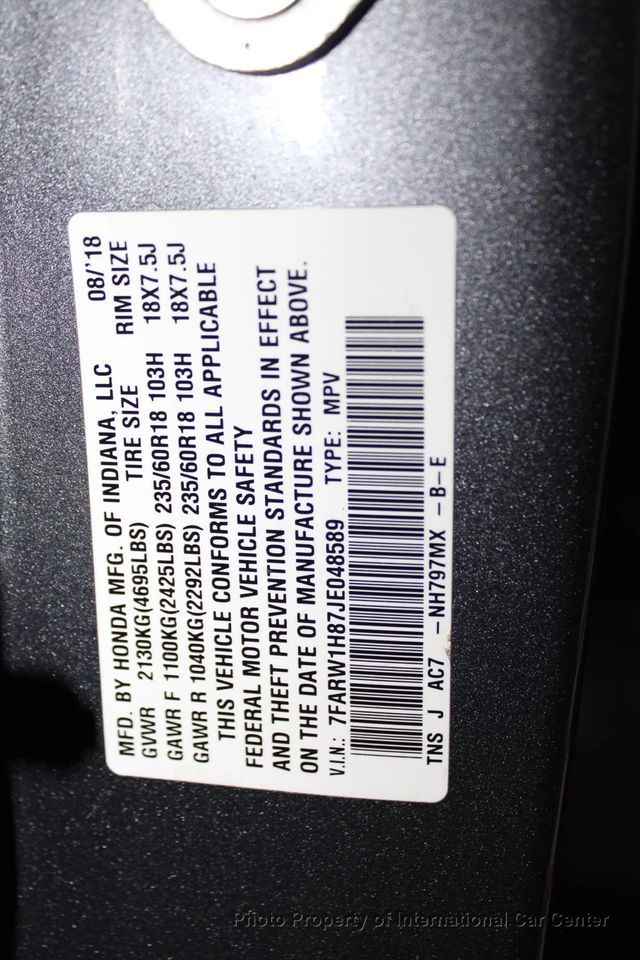 MFD. BY HONDA MFG. OF INDIANA, LLC 08/'18
GVWR 2130KG(4695LBS) TIRE SIZE RIM SIZE
GAWR F 1100KG(2425LBS) 235/60R18 103H 18X7.5J
GAWR R 1040KG(2292LBS) 235/60R18 103H 18X7.5J
THIS VEHICLE CONFORMS TO ALL APPLICABLE
FEDERAL MOTOR VEHICLE SAFETY
AND THEFT PREVENTION STANDARDS IN EFFECT
ON THE DATE OF MANUFACTURE SHOWN ABOVE.
V.I.N.: 7FARW1H87JE048589 TYPE: MPV
TNS J AC7 -NH797MX -B-E
Photo Property of International Car Center